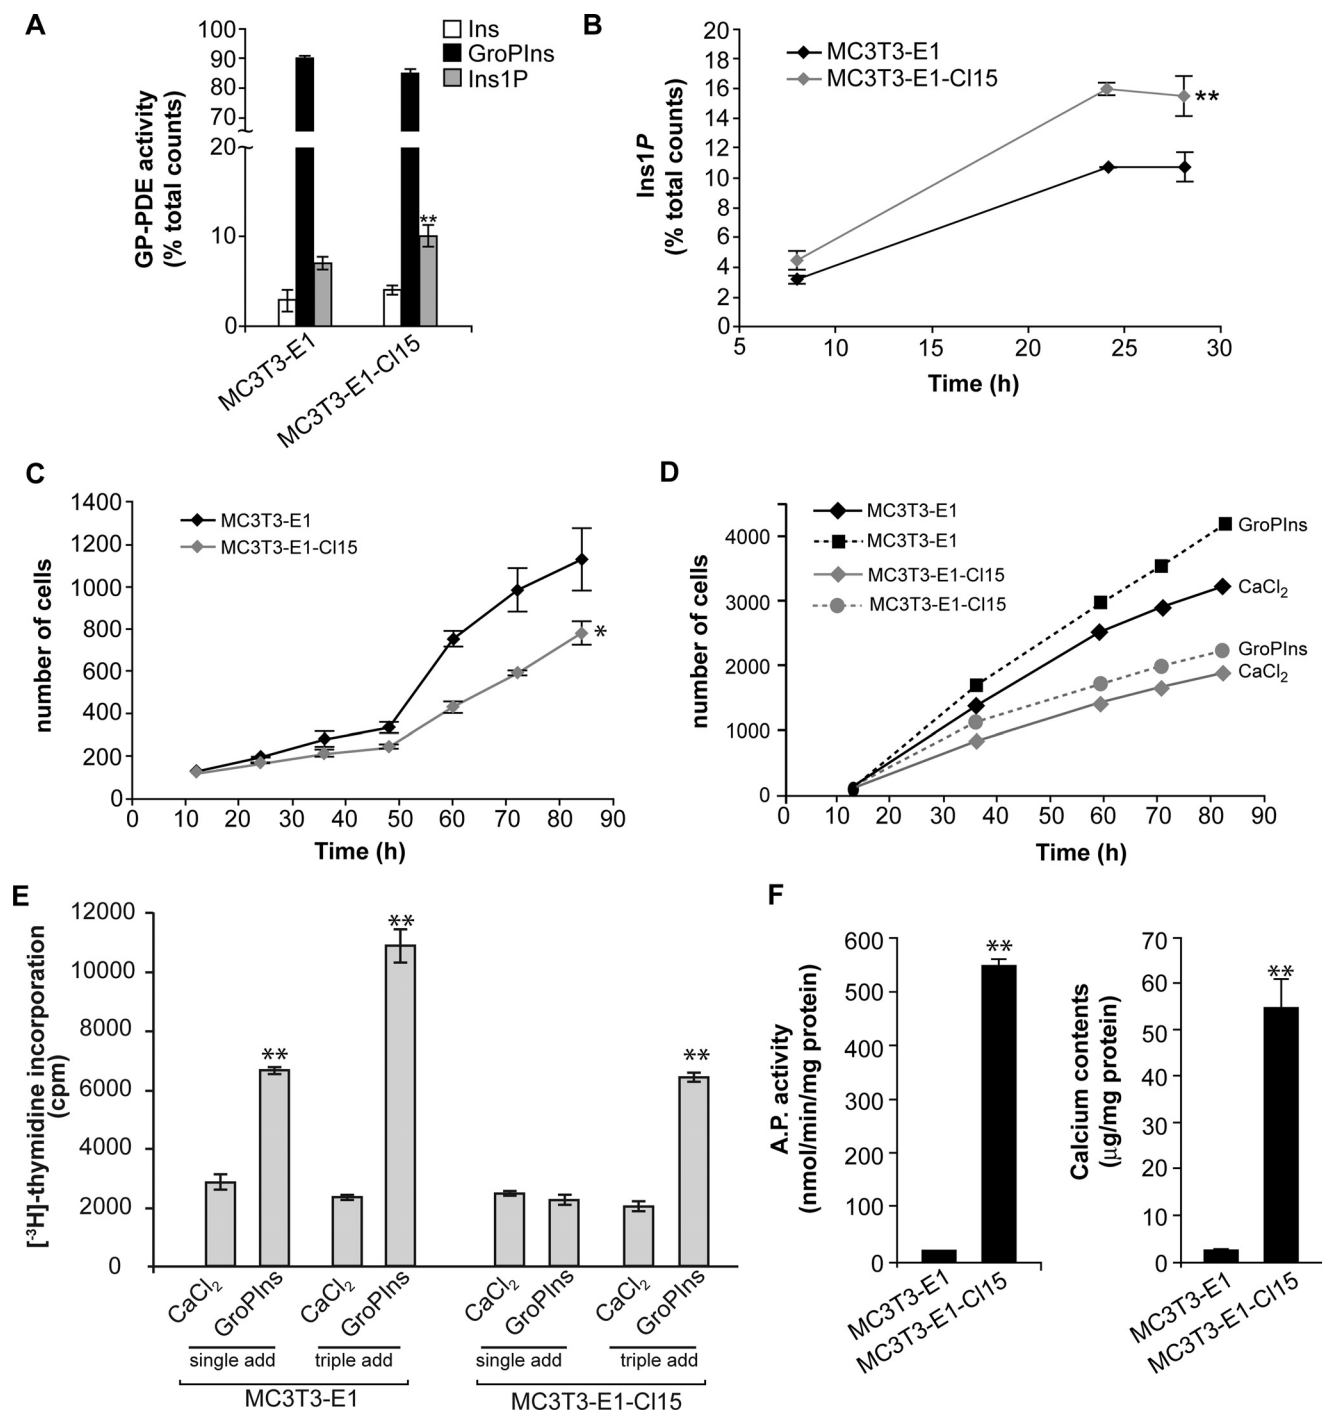 A
GP-PDE activity
(% total counts)
100
90
80
70
20
10
0
Ins
GroPIns
Ins1P
**
MC3T3-E1
MC3T3-E1-Cl15
B
Ins1P
(% total counts)
20
18
16
14
12
10
8
6
4
2
0
MC3T3-E1
MC3T3-E1-Cl15
**
5 10 15 20 25 30
Time (h)
C
number of cells
1400
1200
1000
800
600
400
200
0
MC3T3-E1
MC3T3-E1-Cl15
*
0 10 20 30 40 50 60 70 80 90
Time (h)
D
number of cells
4000
3000
2000
1000
0
MC3T3-E1
MC3T3-E1
MC3T3-E1-Cl15
MC3T3-E1-Cl15
GroPIns
CaCl2
GroPIns
CaCl2
0 10 20 30 40 50 60 70 80 90
Time (h)
E
[³H]-thymidine incorporation
(cpm)
12000
10000
8000
6000
4000
2000
0
** ** **
CaCl2 GroPIns CaCl2 GroPIns CaCl2 GroPIns CaCl2 GroPIns
single add triple add single add triple add
MC3T3-E1 MC3T3-E1-Cl15
F
A.P. activity
(nmol/min/mg protein)
600
500
400
300
200
100
0
**
MC3T3-E1
MC3T3-E1-Cl15
Calcium contents
(µg/mg protein)
70
60
50
40
30
20
10
0
**
MC3T3-E1
MC3T3-E1-Cl15